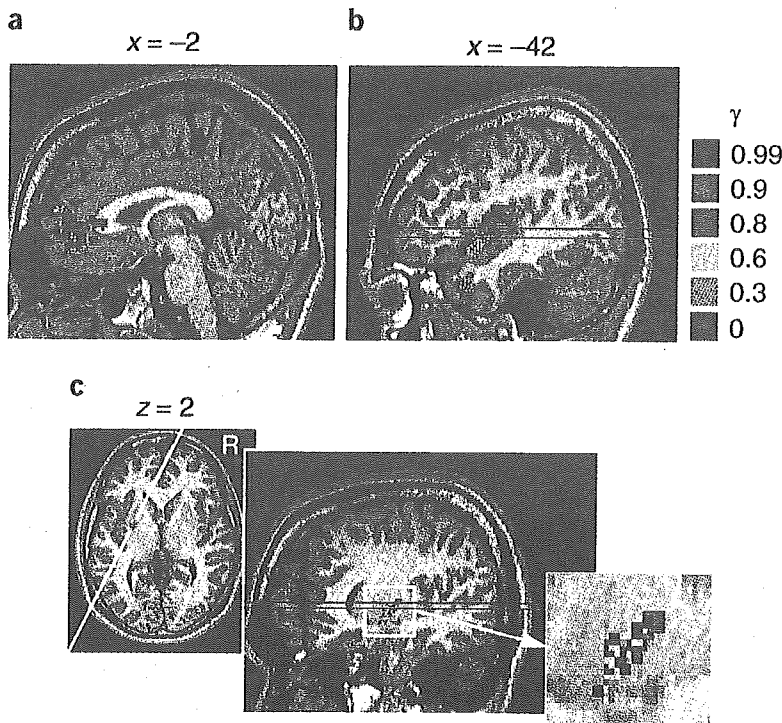 a
x = –2
b
x = –42
γ
0.99
0.9
0.8
0.6
0.3
0
c
z = 2
R